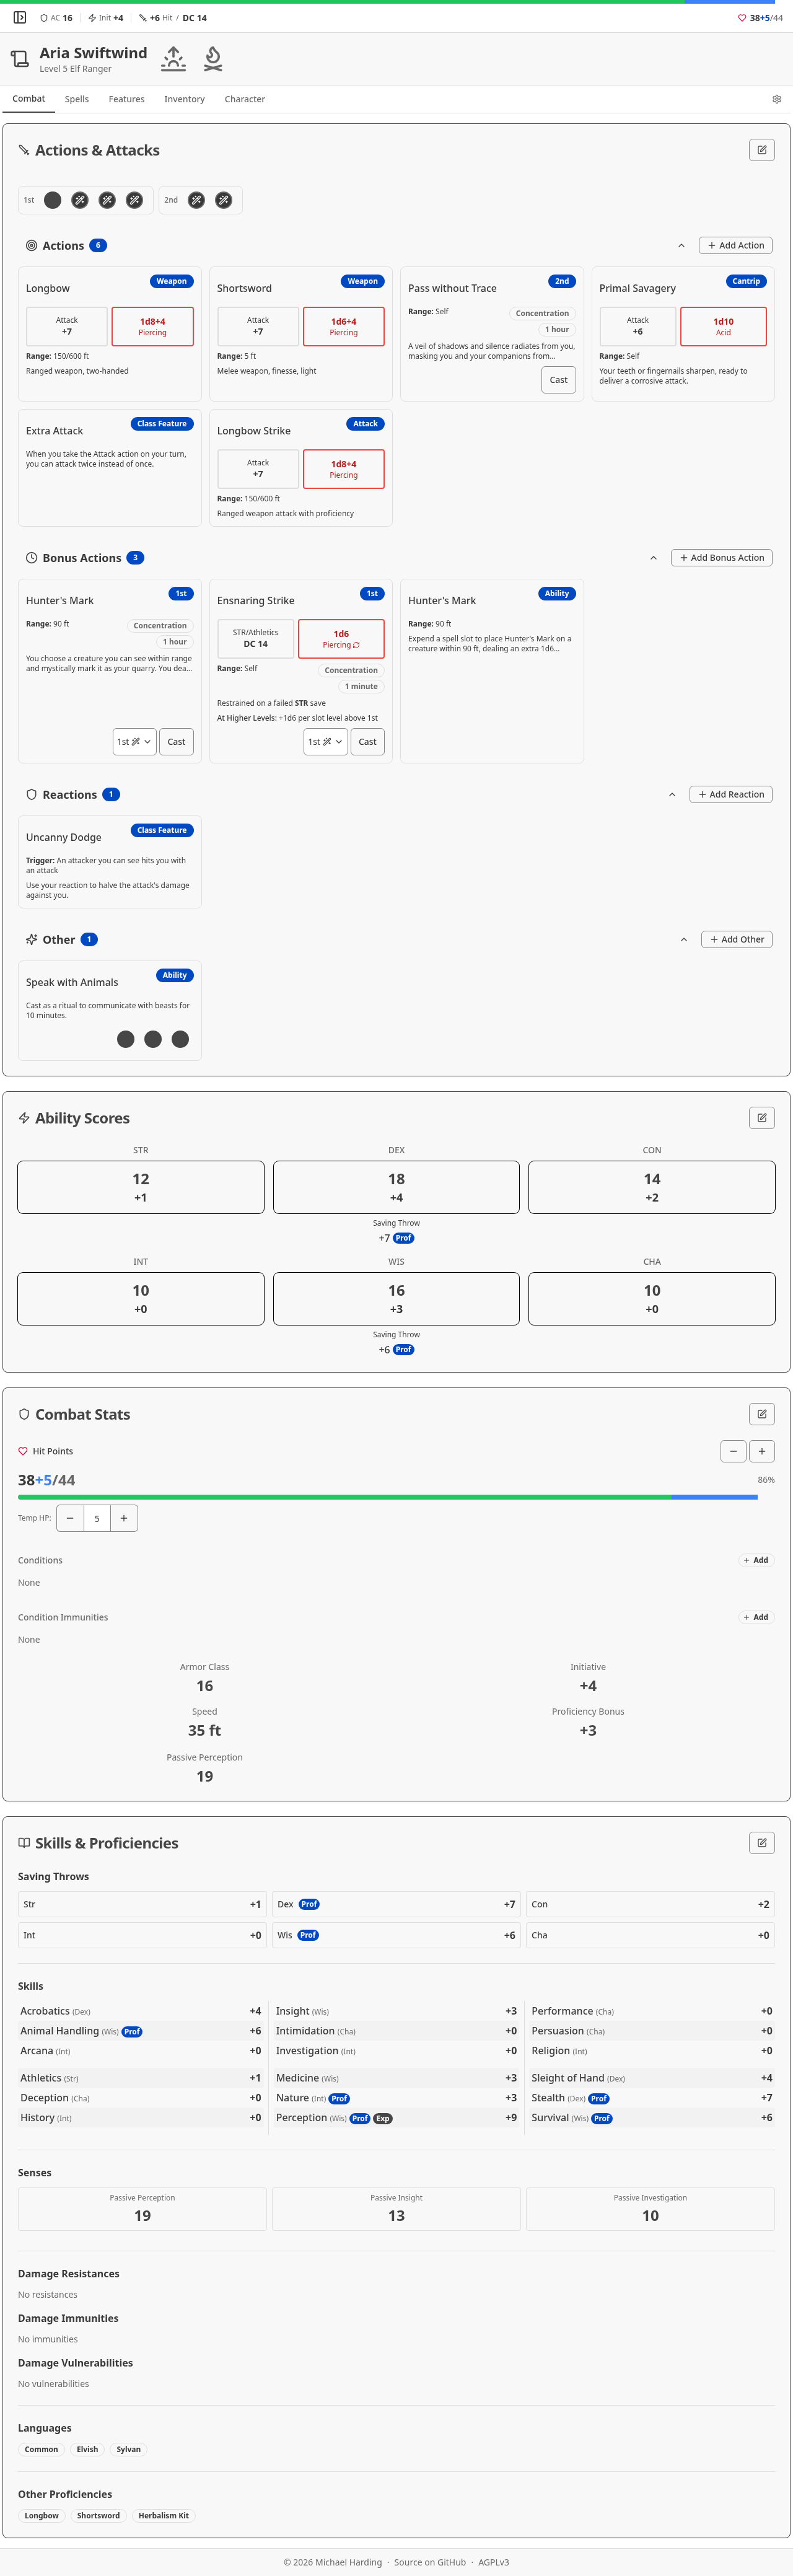 AC 16 Init +4 +6 Hit / DC 14 38+5/44
Aria Swiftwind
Level 5 Elf Ranger
Combat Spells Features Inventory Character
Actions & Attacks
1st 2nd
Actions 6 Add Action
Longbow Weapon
Attack
+7
1d8+4
Piercing
Range: 150/600 ft
Ranged weapon, two-handed
Shortsword Weapon
Attack
+7
1d6+4
Piercing
Range: 5 ft
Melee weapon, finesse, light
Pass without Trace 2nd
Range: Self Concentration
1 hour
A veil of shadows and silence radiates from you,
masking you and your companions from...
Cast
Primal Savagery Cantrip
Attack
+6
1d10
Acid
Range: Self
Your teeth or fingernails sharpen, ready to
deliver a corrosive attack.
Extra Attack Class Feature
When you take the Attack action on your turn,
you can attack twice instead of once.
Longbow Strike Attack
Attack
+7
1d8+4
Piercing
Range: 150/600 ft
Ranged weapon attack with proficiency
Bonus Actions 3 Add Bonus Action
Hunter's Mark 1st
Range: 90 ft Concentration
1 hour
You choose a creature you can see within range
and mystically mark it as your quarry. You dea...
1st Cast
Ensnaring Strike 1st
STR/Athletics
DC 14
1d6
Piercing
Range: Self Concentration
1 minute
Restrained on a failed STR save
At Higher Levels: +1d6 per slot level above 1st
1st Cast
Hunter's Mark Ability
Range: 90 ft
Expend a spell slot to place Hunter's Mark on a
creature within 90 ft, dealing an extra 1d6...
Reactions 1 Add Reaction
Uncanny Dodge Class Feature
Trigger: An attacker you can see hits you with
an attack
Use your reaction to halve the attack's damage
against you.
Other 1 Add Other
Speak with Animals Ability
Cast as a ritual to communicate with beasts for
10 minutes.
Ability Scores
STR DEX CON
12 18 14
+1 +4 +2
Saving Throw
+7 Prof
INT WIS CHA
10 16 10
+0 +3 +0
Saving Throw
+6 Prof
Combat Stats
Hit Points
38+5/44 86%
Temp HP: 5
Conditions Add
None
Condition Immunities Add
None
Armor Class Initiative
16 +4
Speed Proficiency Bonus
35 ft +3
Passive Perception
19
Skills & Proficiencies
Saving Throws
Str +1 Dex Prof +7 Con +2
Int +0 Wis Prof +6 Cha +0
Skills
Acrobatics (Dex) +4 Insight (Wis) +3 Performance (Cha) +0
Animal Handling (Wis) Prof +6 Intimidation (Cha) +0 Persuasion (Cha) +0
Arcana (Int) +0 Investigation (Int) +0 Religion (Int) +0
Athletics (Str) +1 Medicine (Wis) +3 Sleight of Hand (Dex) +4
Deception (Cha) +0 Nature (Int) Prof +3 Stealth (Dex) Prof +7
History (Int) +0 Perception (Wis) Prof Exp +9 Survival (Wis) Prof +6
Senses
Passive Perception Passive Insight Passive Investigation
19 13 10
Damage Resistances
No resistances
Damage Immunities
No immunities
Damage Vulnerabilities
No vulnerabilities
Languages
Common Elvish Sylvan
Other Proficiencies
Longbow Shortsword Herbalism Kit
© 2026 Michael Harding · Source on GitHub · AGPLv3